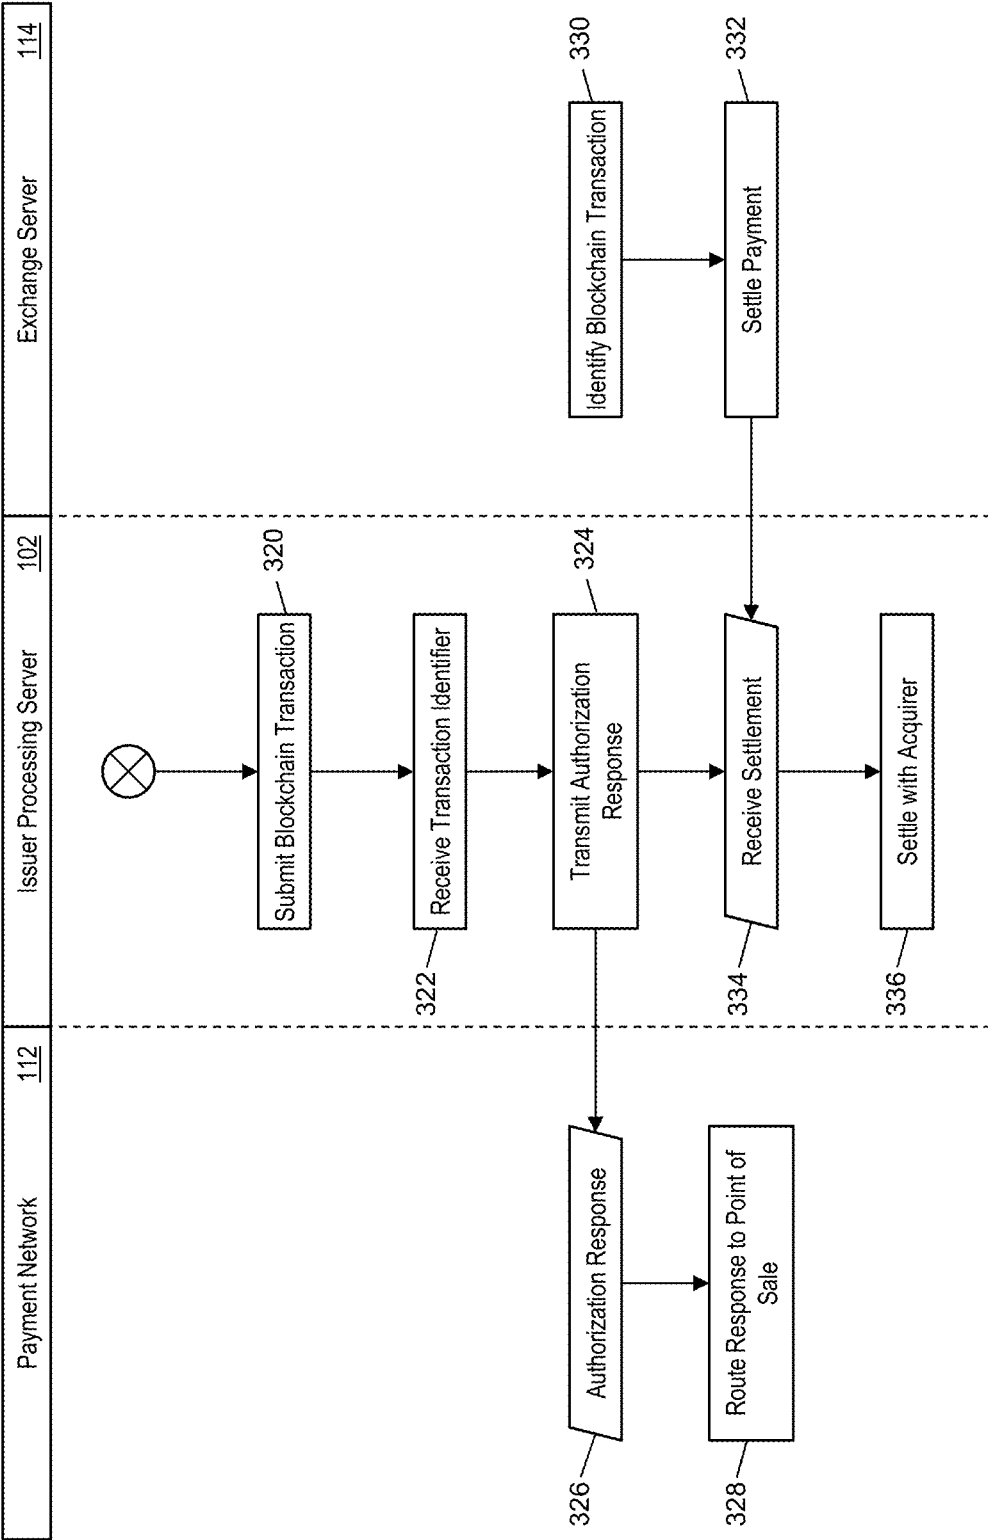 Payment Network 112
Issuer Processing Server 102
Exchange Server 114
Submit Blockchain Transaction
320
Receive Transaction Identifier
322
Transmit Authorization
Response
324
Authorization Response
326
Route Response to Point of
Sale
328
Identify Blockchain Transaction
330
Settle Payment
332
Receive Settlement
334
Settle with Acquirer
336